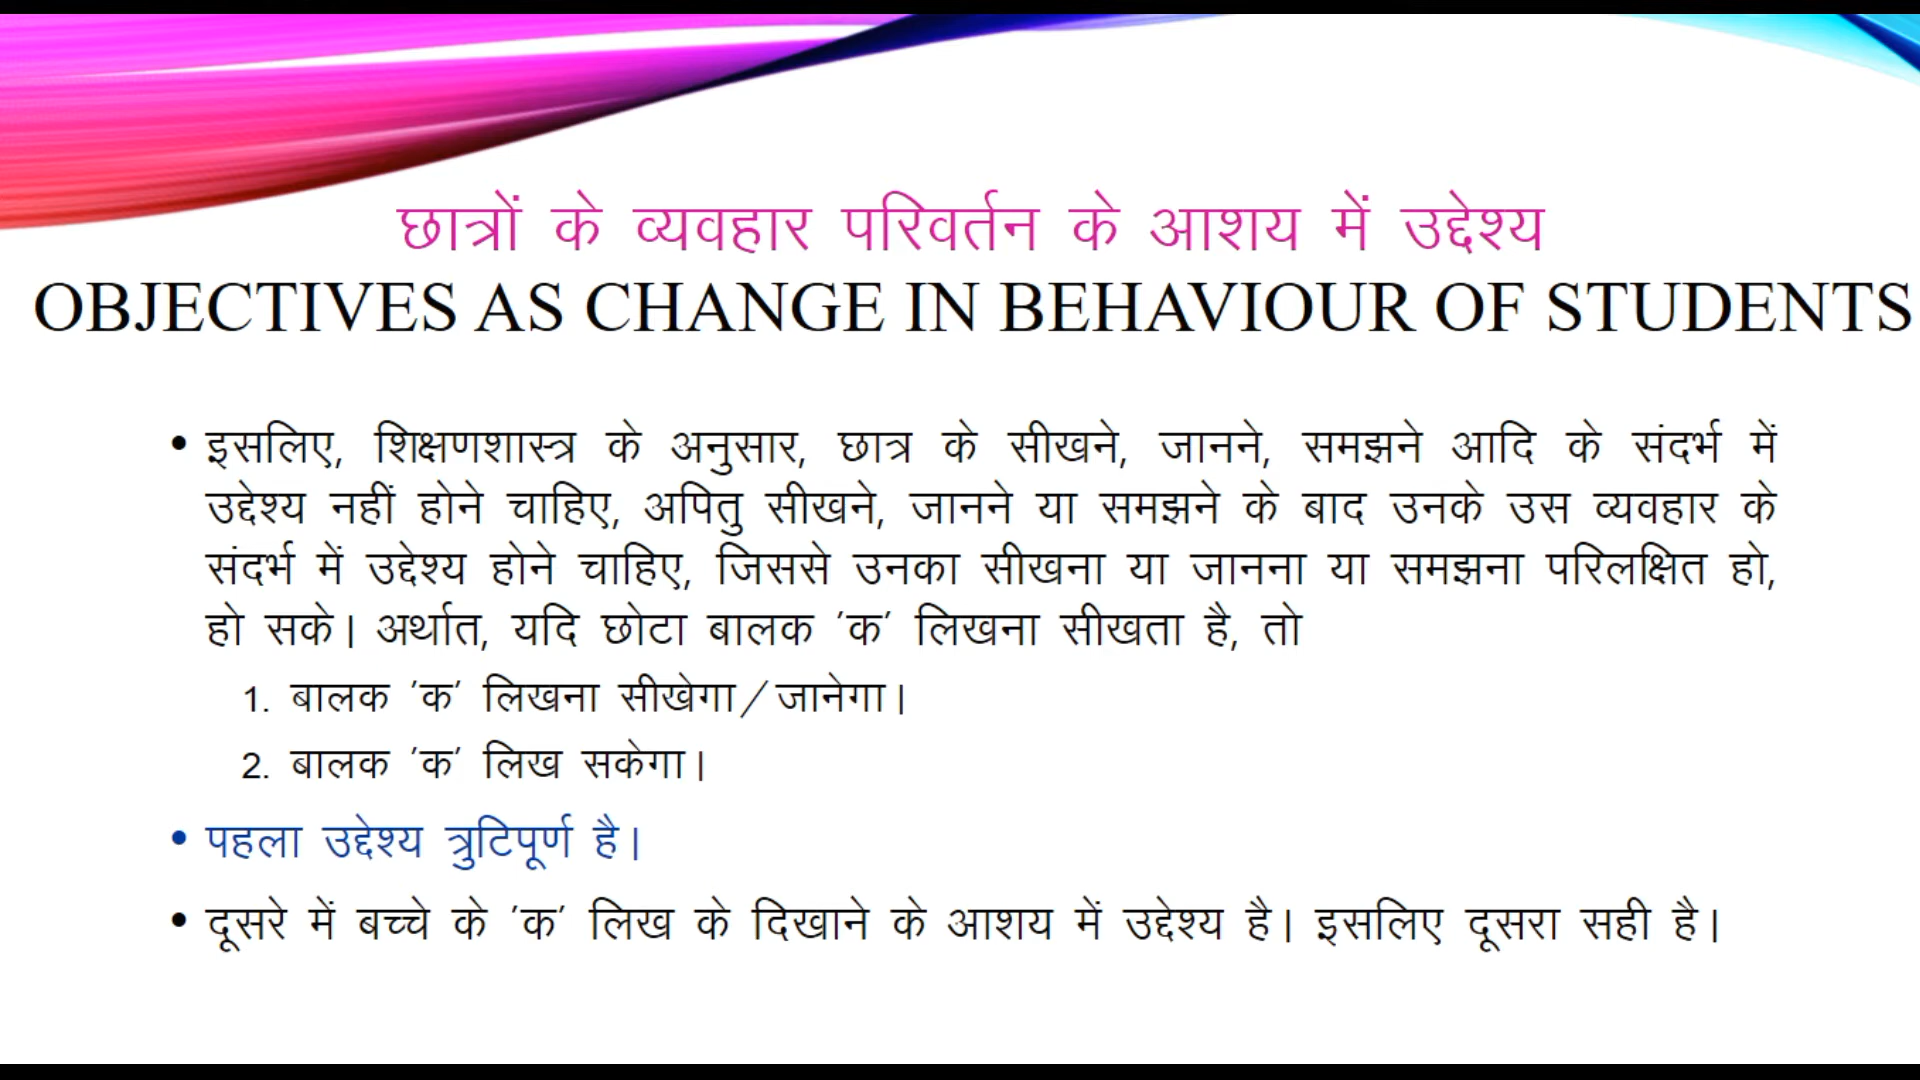 छात्रों के व्यवहार परिवर्तन के आशय में उद्देश्य
OBJECTIVES AS CHANGE IN BEHAVIOUR OF STUDENTS
• इसलिए, शिक्षणशास्त्र के अनुसार, छात्र के सीखने, जानने, समझने आदि के संदर्भ में
उद्देश्य नहीं होने चाहिए, अपितु सीखने, जानने या समझने के बाद उनके उस व्यवहार के
संदर्भ में उद्देश्य होने चाहिए, जिससे उनका सीखना या जानना या समझना परिलक्षित हो,
हो सके। अर्थात, यदि छोटा बालक 'क' लिखना सीखता है, तो
1. बालक 'क' लिखना सीखेगा/जानेगा।
2. बालक 'क' लिख सकेगा।
• पहला उद्देश्य त्रुटिपूर्ण है।
• दूसरे में बच्चे के 'क' लिख के दिखाने के आशय में उद्देश्य है। इसलिए दूसरा सही है।